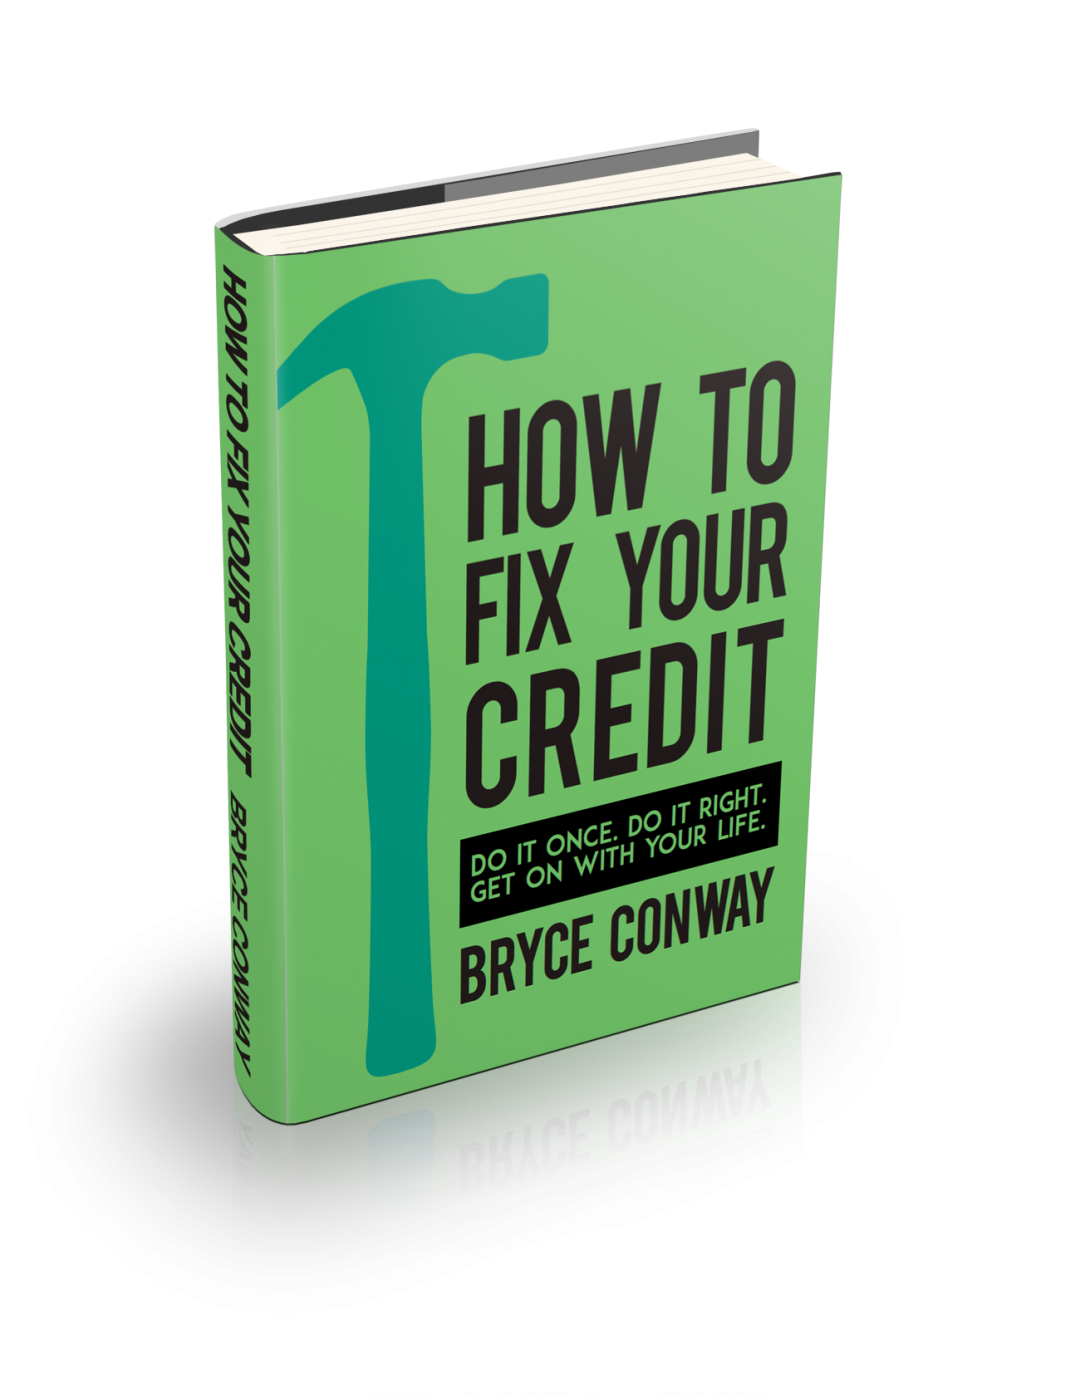 HOW TO FIX YOUR CREDIT BRYCE CONWAY
HOW TO
FIX YOUR
CREDIT
DO IT ONCE. DO IT RIGHT.
GET ON WITH YOUR LIFE.
BRYCE CONWAY